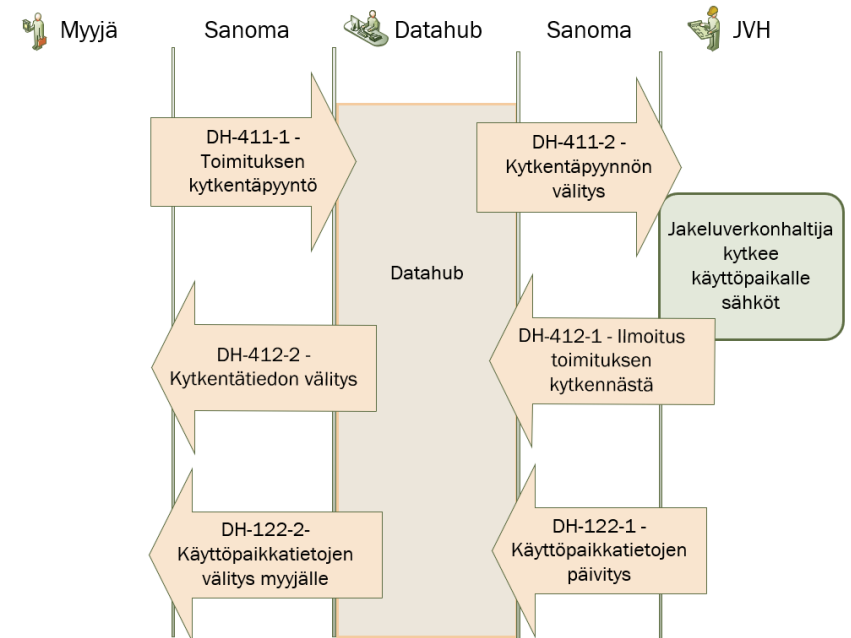 Myyjä
Sanoma
Datahub
Sanoma
JVH
DH-411-1 -
Toimituksen
kytkentäpyyntö
DH-411-2 -
Kytkentäpyynnön
välitys
Jakeluverkonhaltija
kytkee
käyttöpaikalle
sähköt
Datahub
DH-412-1 - Ilmoitus
toimituksen
kytkennästä
DH-412-2 -
Kytkentätiedon välitys
DH-122-1 -
Käyttöpaikkatietojen
päivitys
DH-122-2-
Käyttöpaikkatietojen
välitys myyjälle